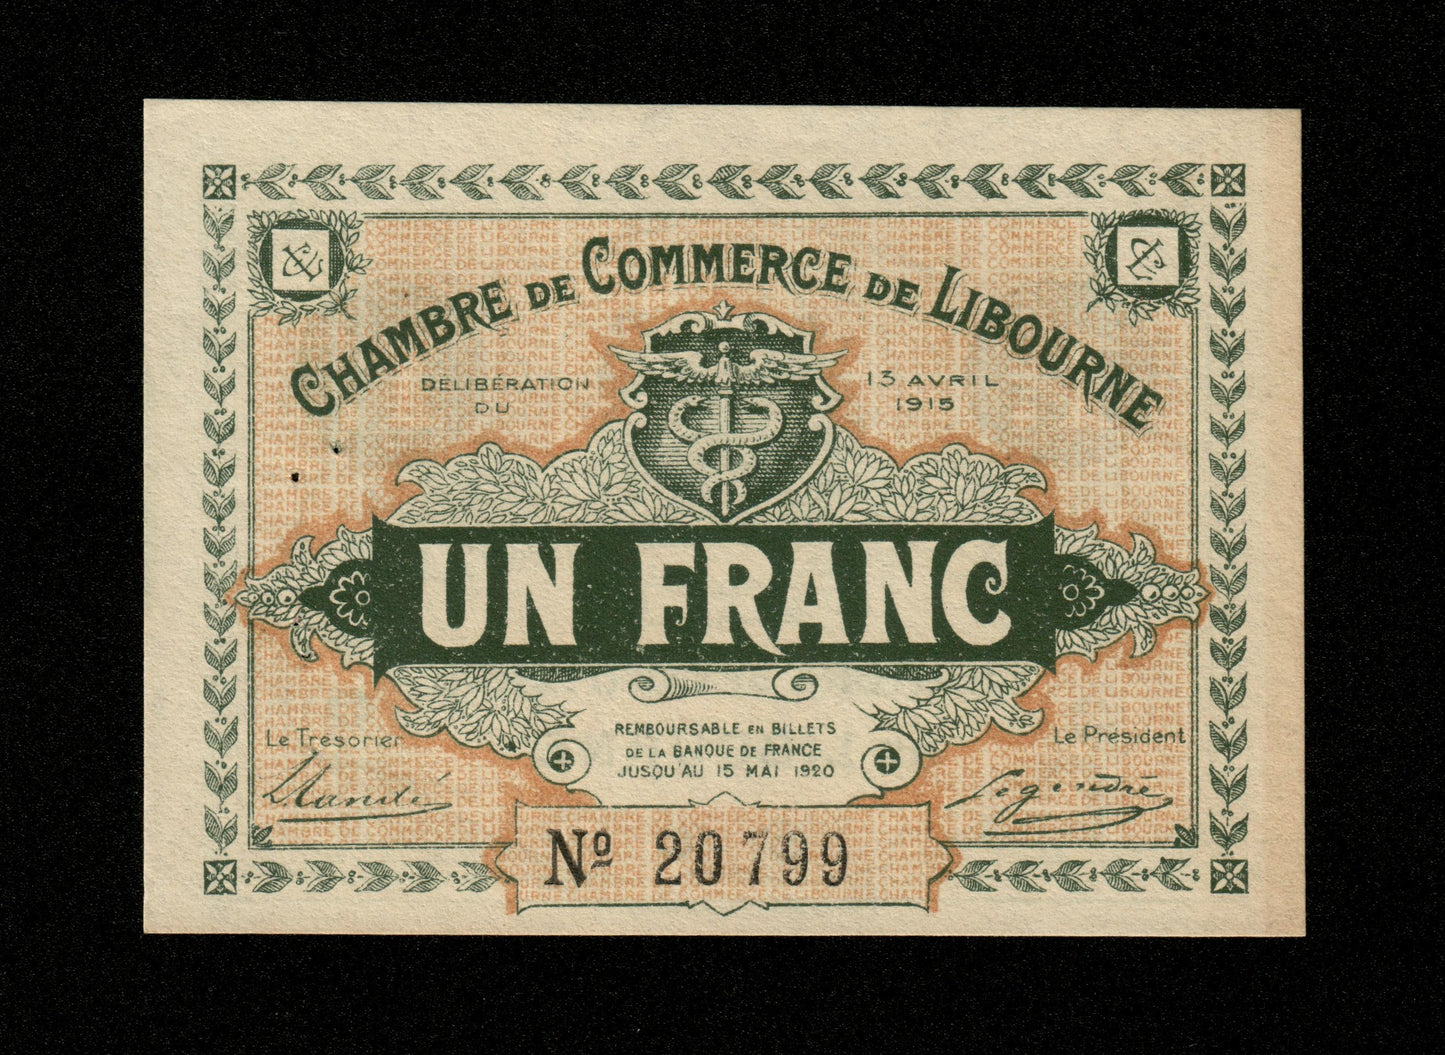 CHAMBRE DE COMMERCE DE LIBOURNE
DÉLIBÉRATION
DU
13 AVRIL
1915
UN FRANC
REMBOURSABLE EN BILLETS
DE LA BANQUE DE FRANCE
JUSQU'AU 15 MAI 1920
Le Trésorier
Le Président
Legendre
Nº 20799